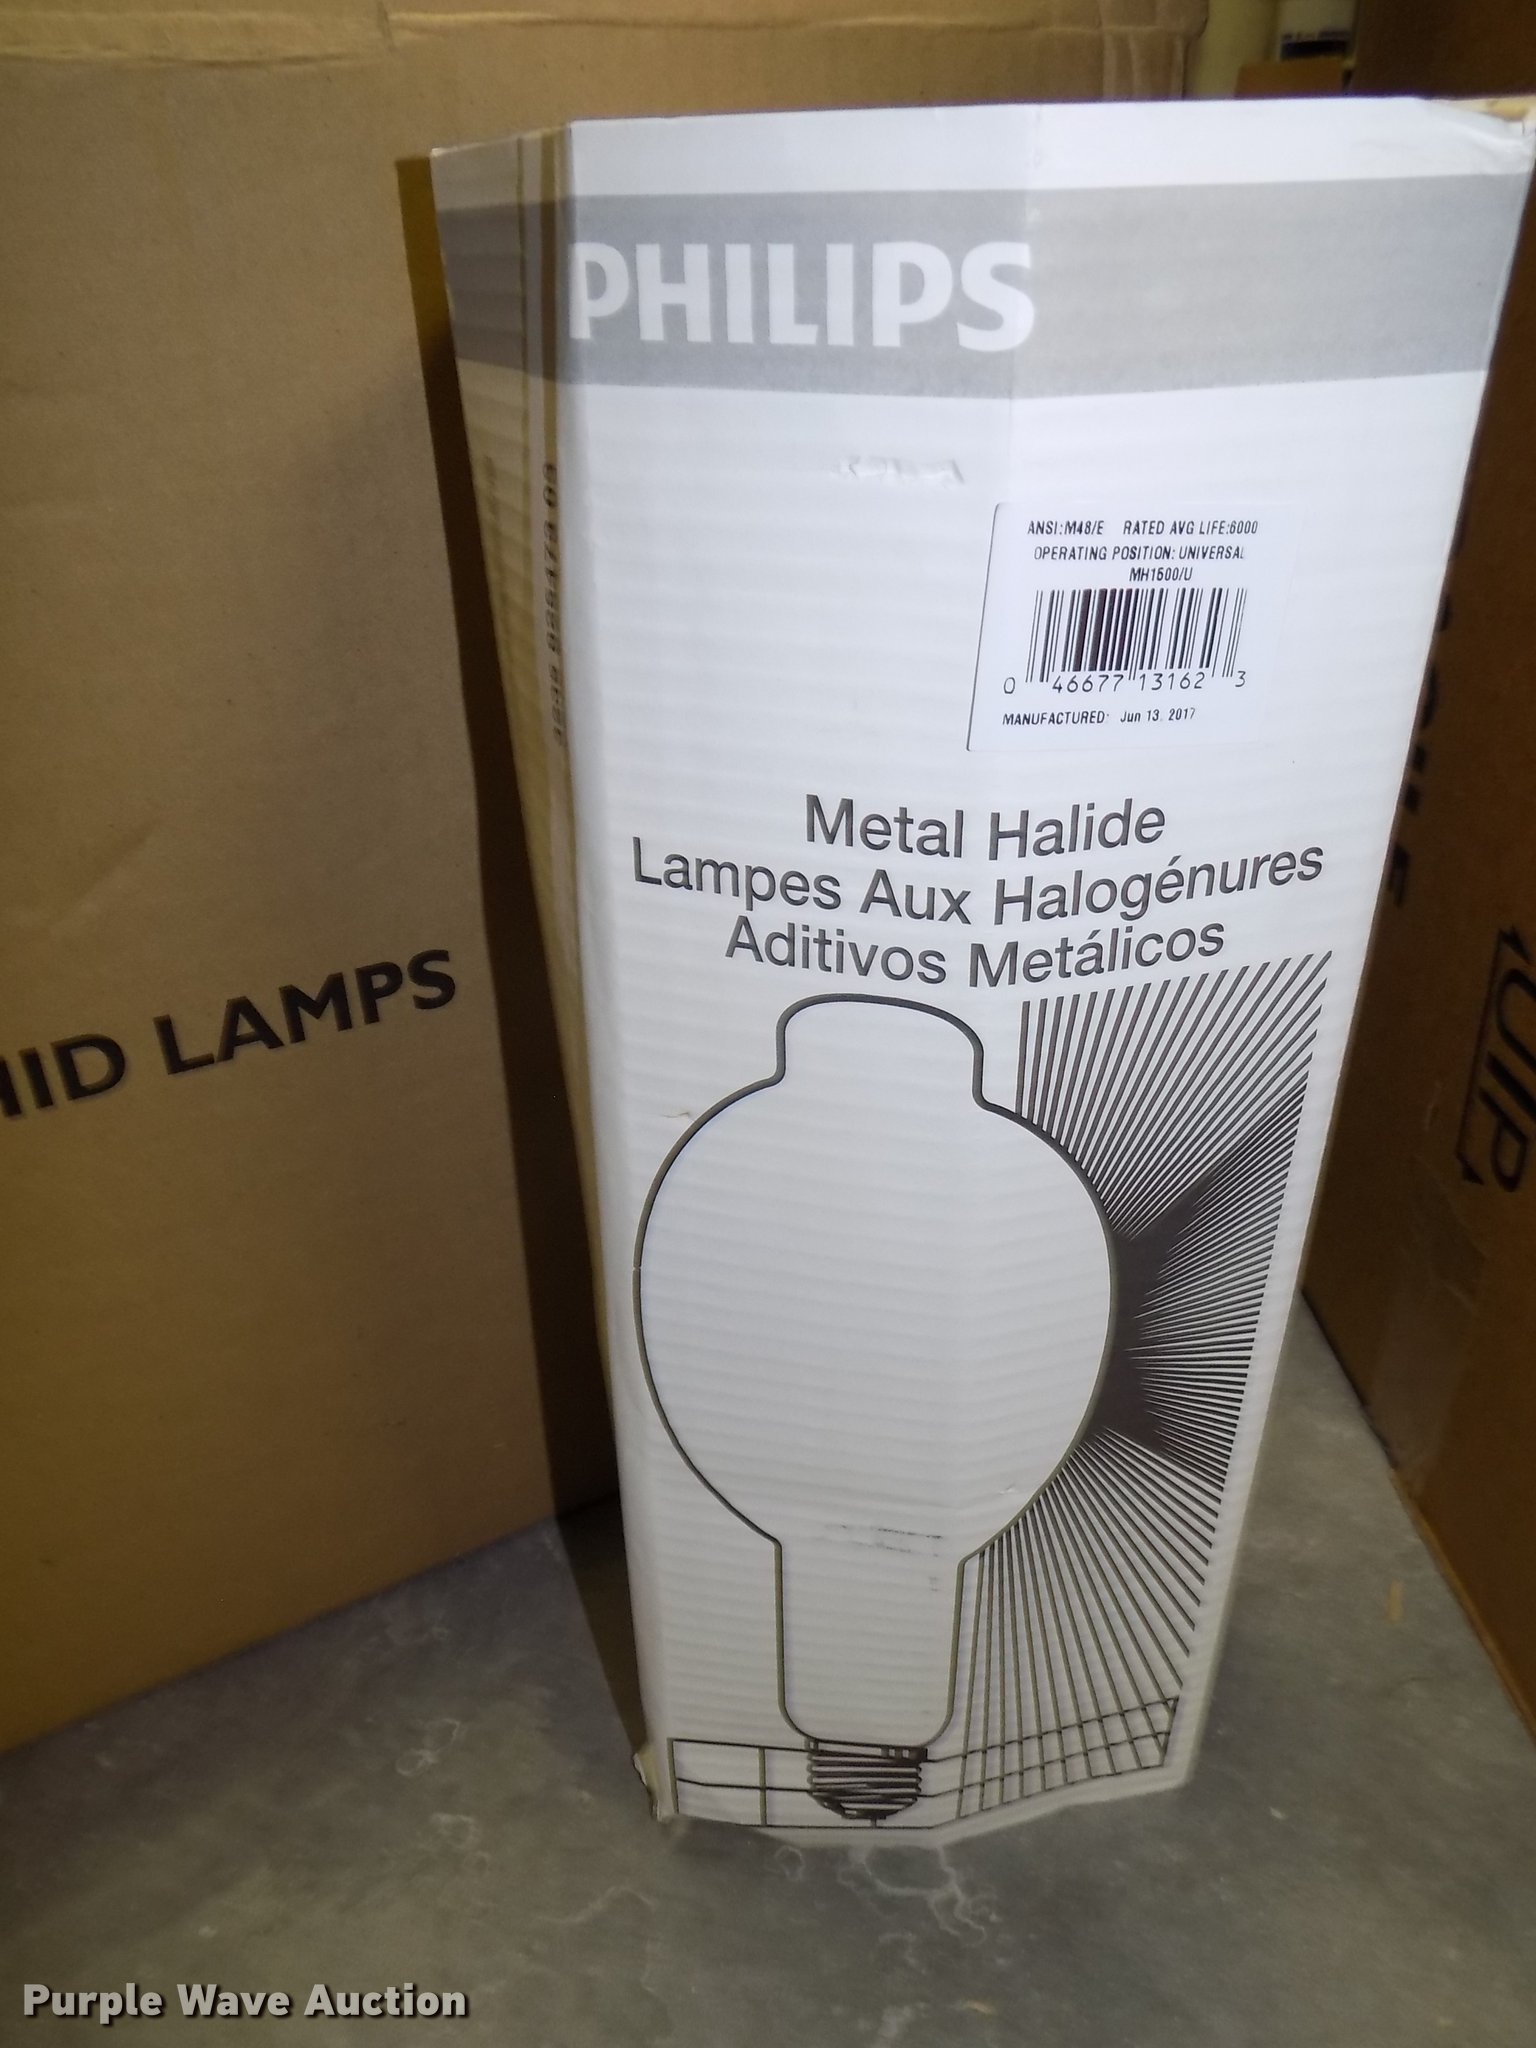 PHILIPS
ANSI:M48/E RATED AVG LIFE:6000
OPERATING POSITION: UNIVERSAL
MH1500/U
0 46677 13162 3
MANUFACTURED: Jun 13, 2017
Metal Halide
Lampes Aux Halogénures
Aditivos Metálicos
HID LAMPS
UP
Purple Wave Auction